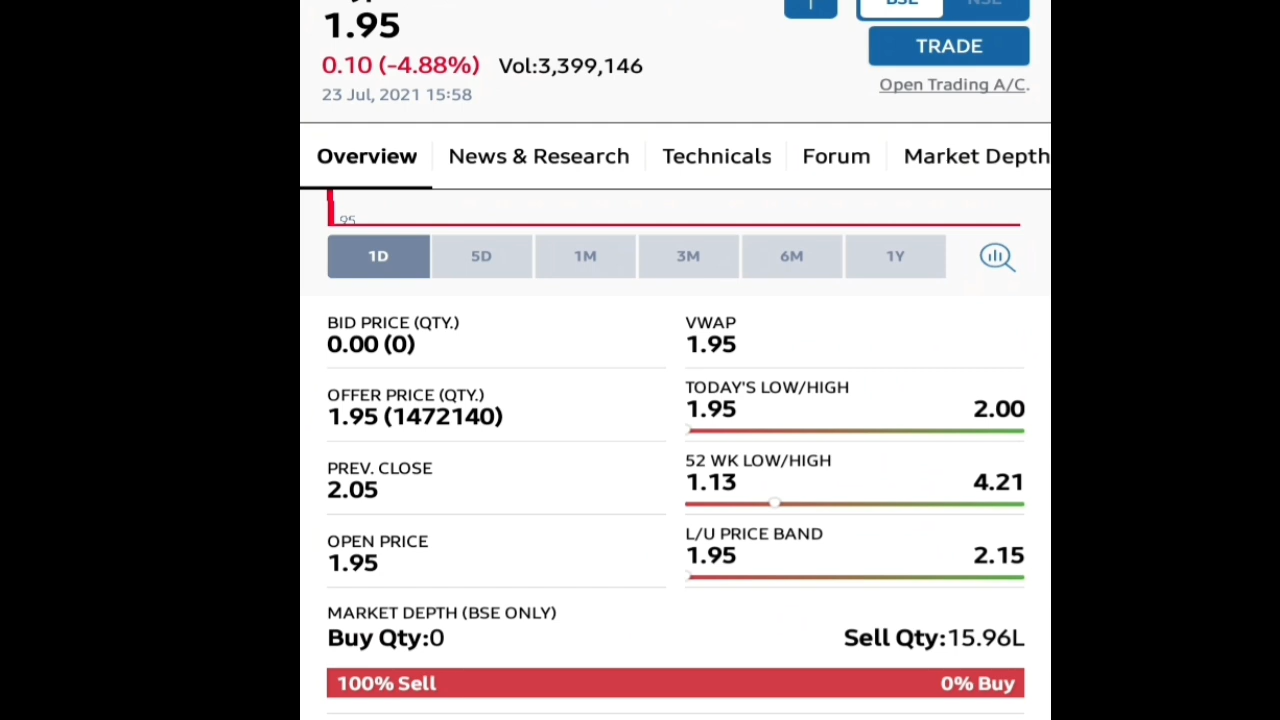 1.95
BSE
NSE
TRADE
0.10 (-4.88%) Vol:3,399,146
23 Jul, 2021 15:58
Open Trading A/C.
Overview News & Research Technicals Forum Market Depth
.95
1D 5D 1M 3M 6M 1Y
BID PRICE (QTY.)
0.00 (0)
VWAP
1.95
OFFER PRICE (QTY.)
1.95 (1472140)
TODAY'S LOW/HIGH
1.95 2.00
PREV. CLOSE
2.05
52 WK LOW/HIGH
1.13 4.21
OPEN PRICE
1.95
L/U PRICE BAND
1.95 2.15
MARKET DEPTH (BSE ONLY)
Buy Qty:0 Sell Qty:15.96L
100% Sell 0% Buy